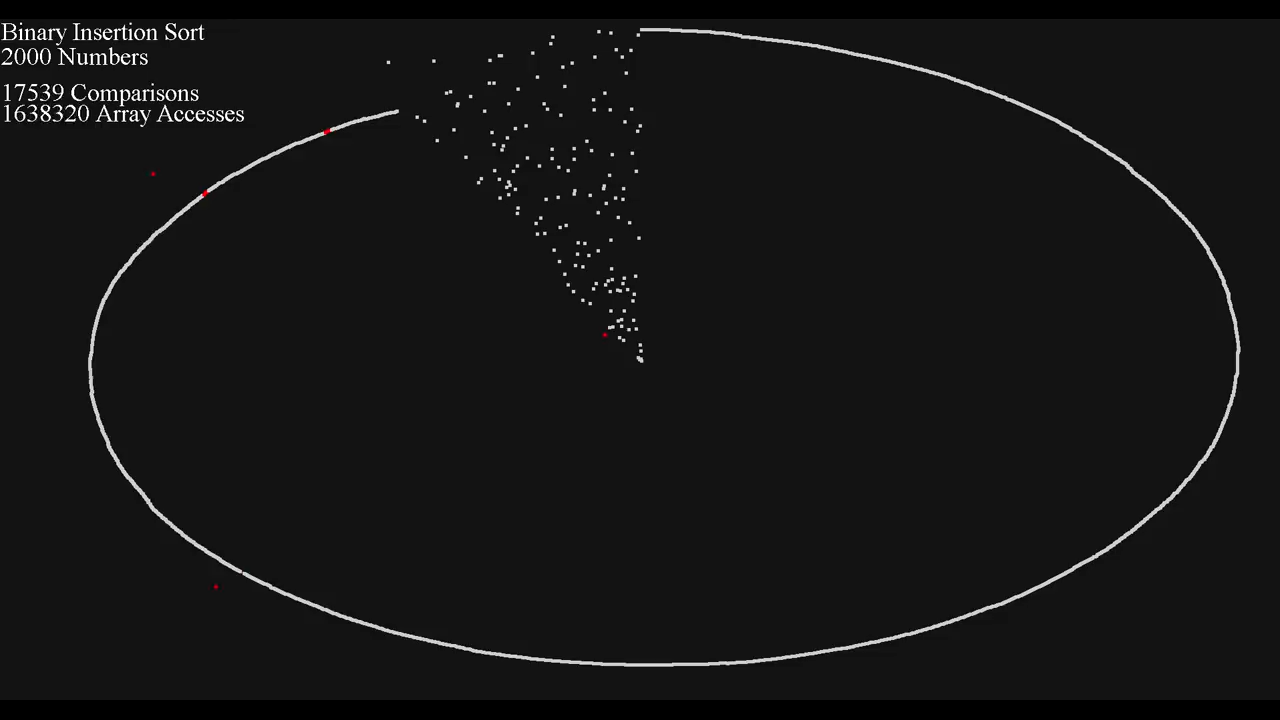 Binary Insertion Sort
2000 Numbers
17539 Comparisons
1638320 Array Accesses